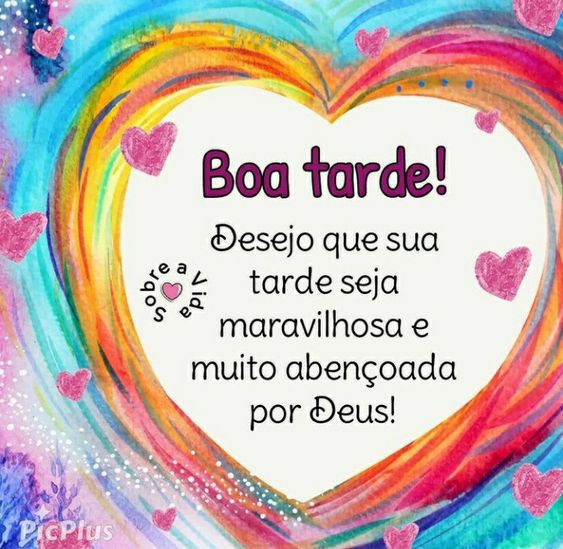 Boa tarde!
Desejo que sua
tarde seja
maravilhosa e
muito abençoada
por Deus!
Sobre a Vida
PicPlus